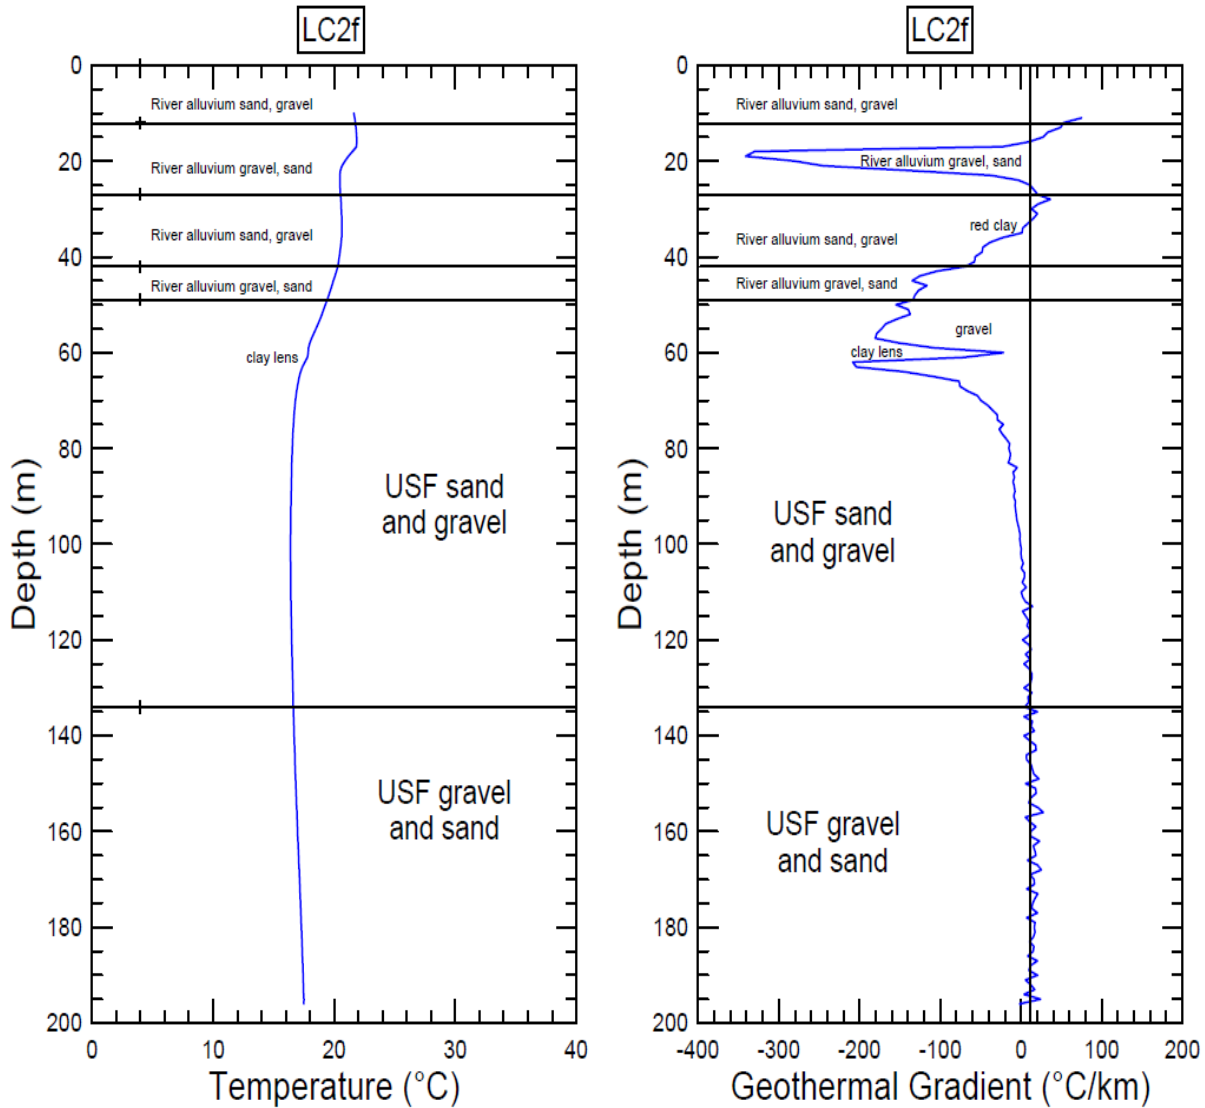 LC2f
0
20
40
60
80
100
120
140
160
180
200
Depth (m)
River alluvium sand, gravel
River alluvium gravel, sand
River alluvium sand, gravel
River alluvium gravel, sand
clay lens
USF sand
and gravel
USF gravel
and sand
0 10 20 30 40
Temperature (°C)
LC2f
0
20
40
60
80
100
120
140
160
180
200
Depth (m)
River alluvium sand, gravel
River alluvium gravel, sand
red clay
River alluvium sand, gravel
River alluvium gravel, sand
gravel
clay lens
USF sand
and gravel
USF gravel
and sand
-400 -300 -200 -100 0 100 200
Geothermal Gradient (°C/km)